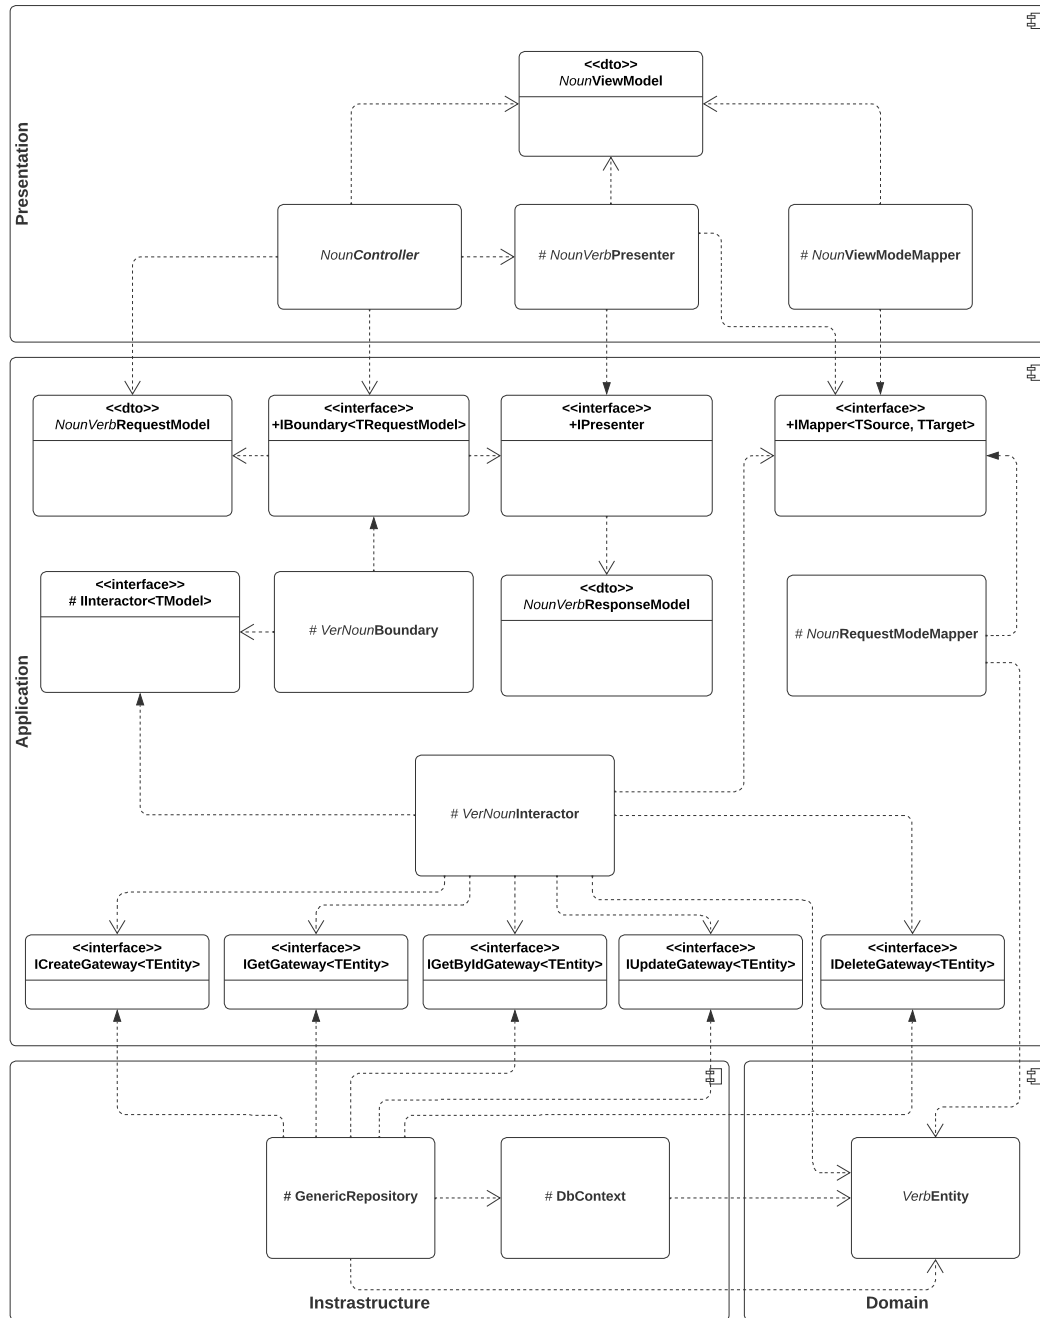 Presentation
<<dto>>
NounViewModel
NounController
# NounVerbPresenter
# NounViewModeMapper
Application
<<dto>>
NounVerbRequestModel
<<interface>>
+IBoundary<TRequestModel>
<<interface>>
+IPresenter
<<interface>>
+IMapper<TSource, TTarget>
<<interface>>
# IInteractor<TModel>
# VerNounBoundary
<<dto>>
NounVerbResponseModel
# NounRequestModeMapper
# VerNounInteractor
<<interface>>
ICreateGateway<TEntity>
<<interface>>
IGetGateway<TEntity>
<<interface>>
IGetByIdGateway<TEntity>
<<interface>>
IUpdateGateway<TEntity>
<<interface>>
IDeleteGateway<TEntity>
# GenericRepository
# DbContext
VerbEntity
Instrastructure
Domain